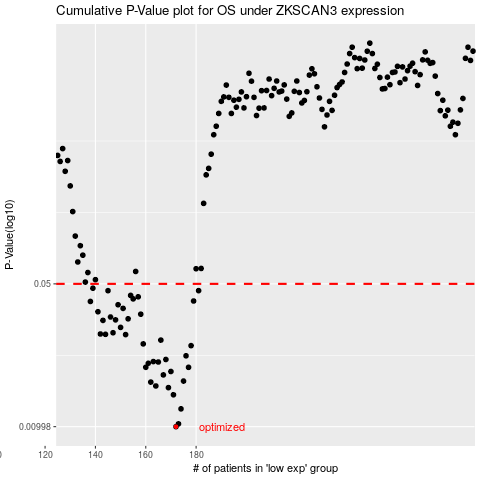 Cumulative P-Value plot for OS under ZKSCAN3 expression
P-Value(log10)
0.05
0.00998
optimized
0 120 140 160 180
# of patients in 'low exp' group